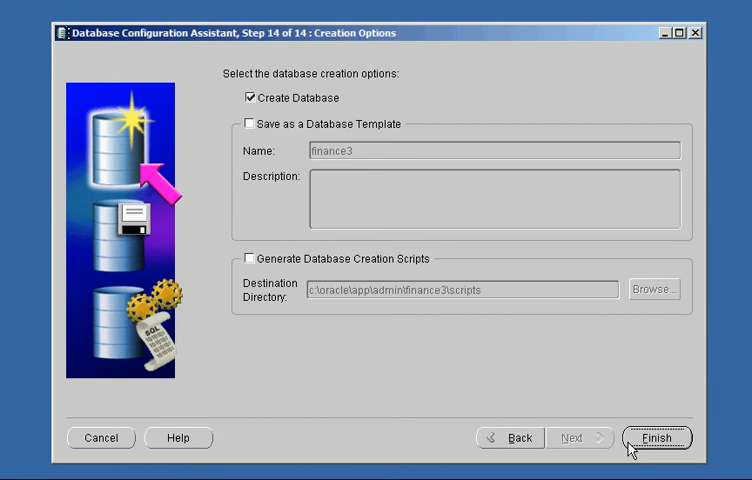 Database Configuration Assistant, Step 14 of 14 : Creation Options
Select the database creation options:
Create Database
Save as a Database Template
Name: finance3
Description:
Generate Database Creation Scripts
Destination Directory: c:\oracle\app\admin\finance3\scripts Browse...
SQL
Cancel Help Back Next Finish